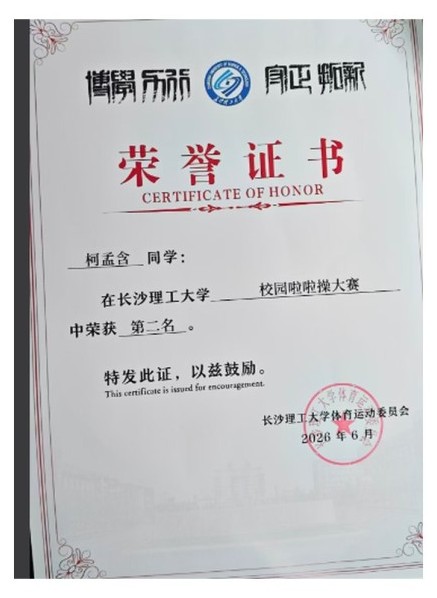 博學 力行 守正 拓新
荣誉证书
CERTIFICATE OF HONOR
柯孟含 同学：
在长沙理工大学 校园啦啦操大赛
中荣获 第二名 。
特发此证，以兹鼓励。
This certificate is issued for encouragement.
长沙理工大学体育运动委员会
2026 年 6 月